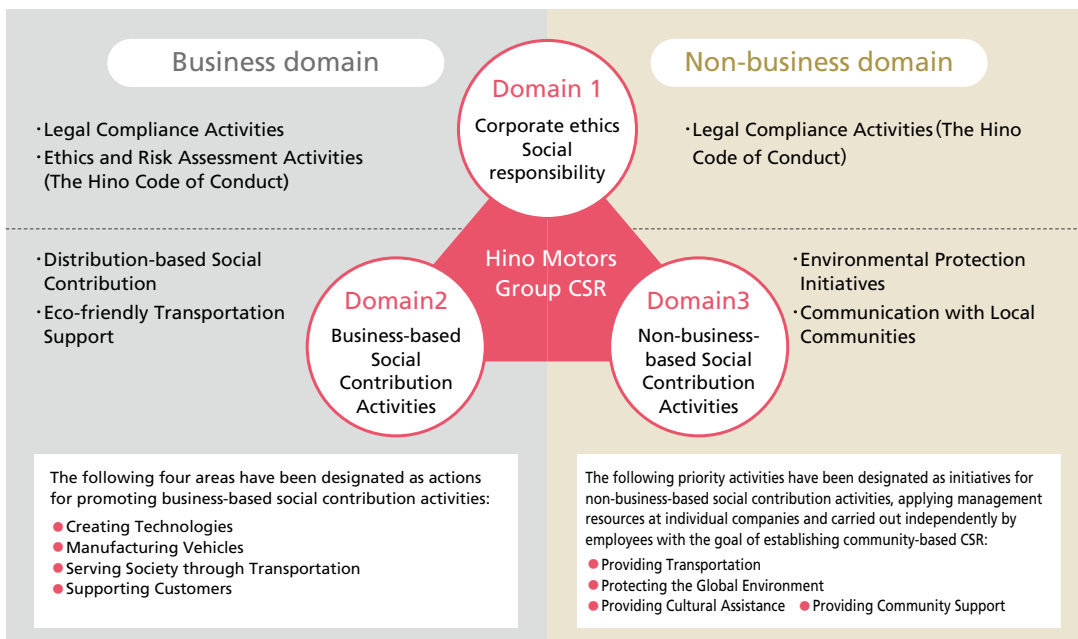 Business domain
Non-business domain
Domain 1
Corporate ethics
Social
responsibility
・Legal Compliance Activities
・Ethics and Risk Assessment Activities
(The Hino Code of Conduct)
・Legal Compliance Activities (The Hino
Code of Conduct)
Hino Motors
Group CSR
・Distribution-based Social
Contribution
・Eco-friendly Transportation
Support
Domain2
Business-based
Social
Contribution
Activities
Domain3
Non-business-
based Social
Contribution
Activities
・Environmental Protection
Initiatives
・Communication with Local
Communities
The following four areas have been designated as actions
for promoting business-based social contribution activities:
● Creating Technologies
● Manufacturing Vehicles
● Serving Society through Transportation
● Supporting Customers
The following priority activities have been designated as initiatives for
non-business-based social contribution activities, applying management
resources at individual companies and carried out independently by
employees with the goal of establishing community-based CSR:
● Providing Transportation
● Protecting the Global Environment
● Providing Cultural Assistance ● Providing Community Support